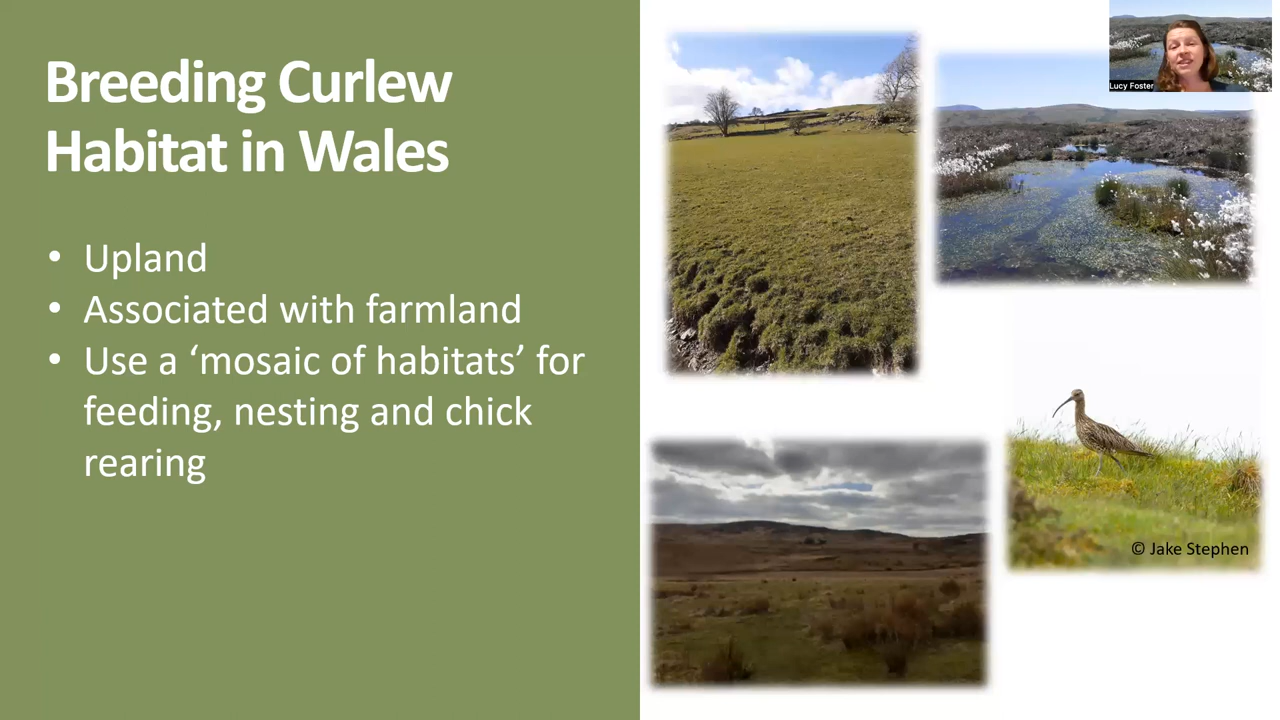 Breeding Curlew
Habitat in Wales
• Upland
• Associated with farmland
• Use a ‘mosaic of habitats’ for
feeding, nesting and chick
rearing
Lucy Foster
© Jake Stephen